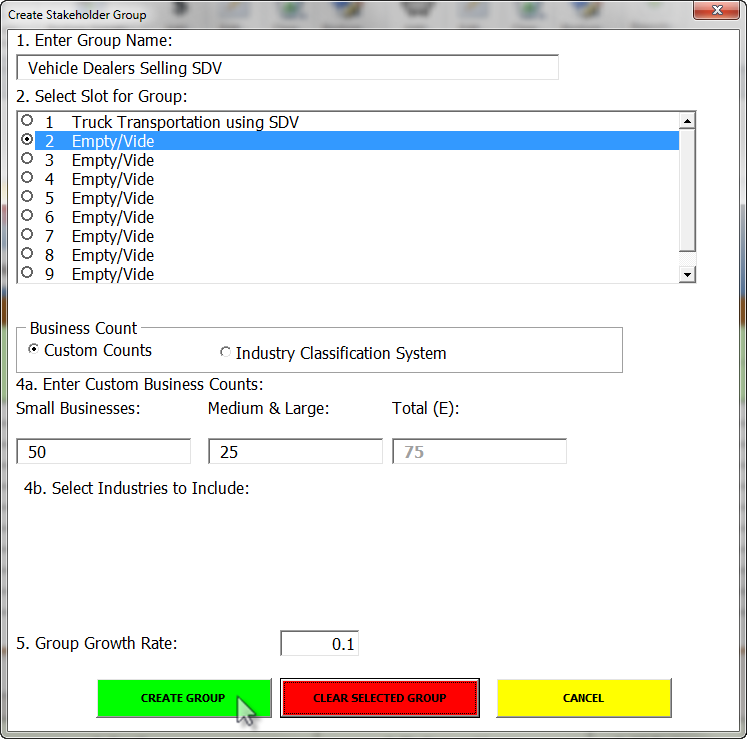 Create Stakeholder Group
1. Enter Group Name:
Vehicle Dealers Selling SDV
2. Select Slot for Group:
1 Truck Transportation using SDV
2 Empty/Vide
3 Empty/Vide
4 Empty/Vide
5 Empty/Vide
6 Empty/Vide
7 Empty/Vide
8 Empty/Vide
9 Empty/Vide
Business Count
Custom Counts Industry Classification System
4a. Enter Custom Business Counts:
Small Businesses: Medium & Large: Total (E):
50 25 75
4b. Select Industries to Include:
5. Group Growth Rate: 0.1
CREATE GROUP CLEAR SELECTED GROUP CANCEL